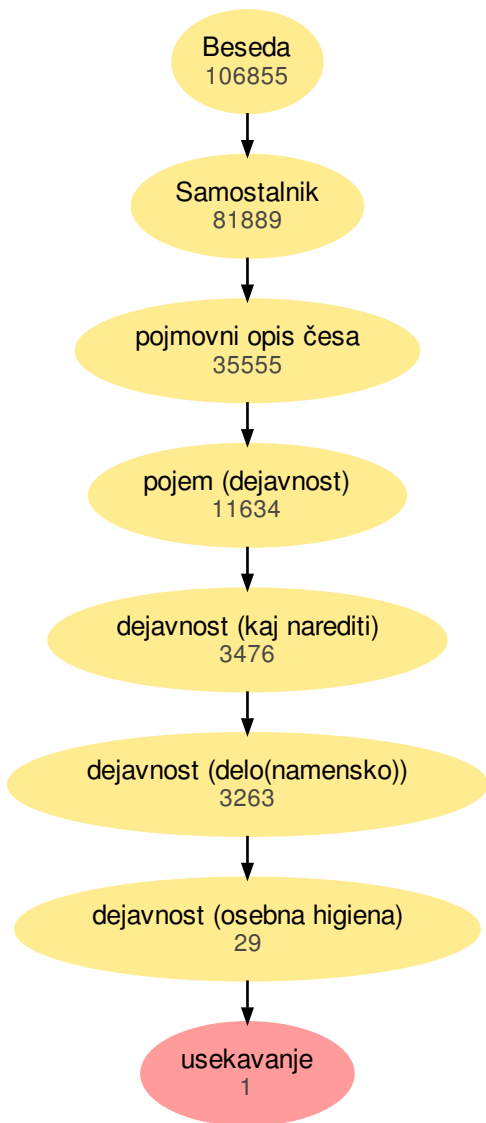 Beseda
106855
Samostalnik
81889
pojmovni opis česa
35555
pojem (dejavnost)
11634
dejavnost (kaj narediti)
3476
dejavnost (delo(namensko))
3263
dejavnost (osebna higiena)
29
usekavanje
1